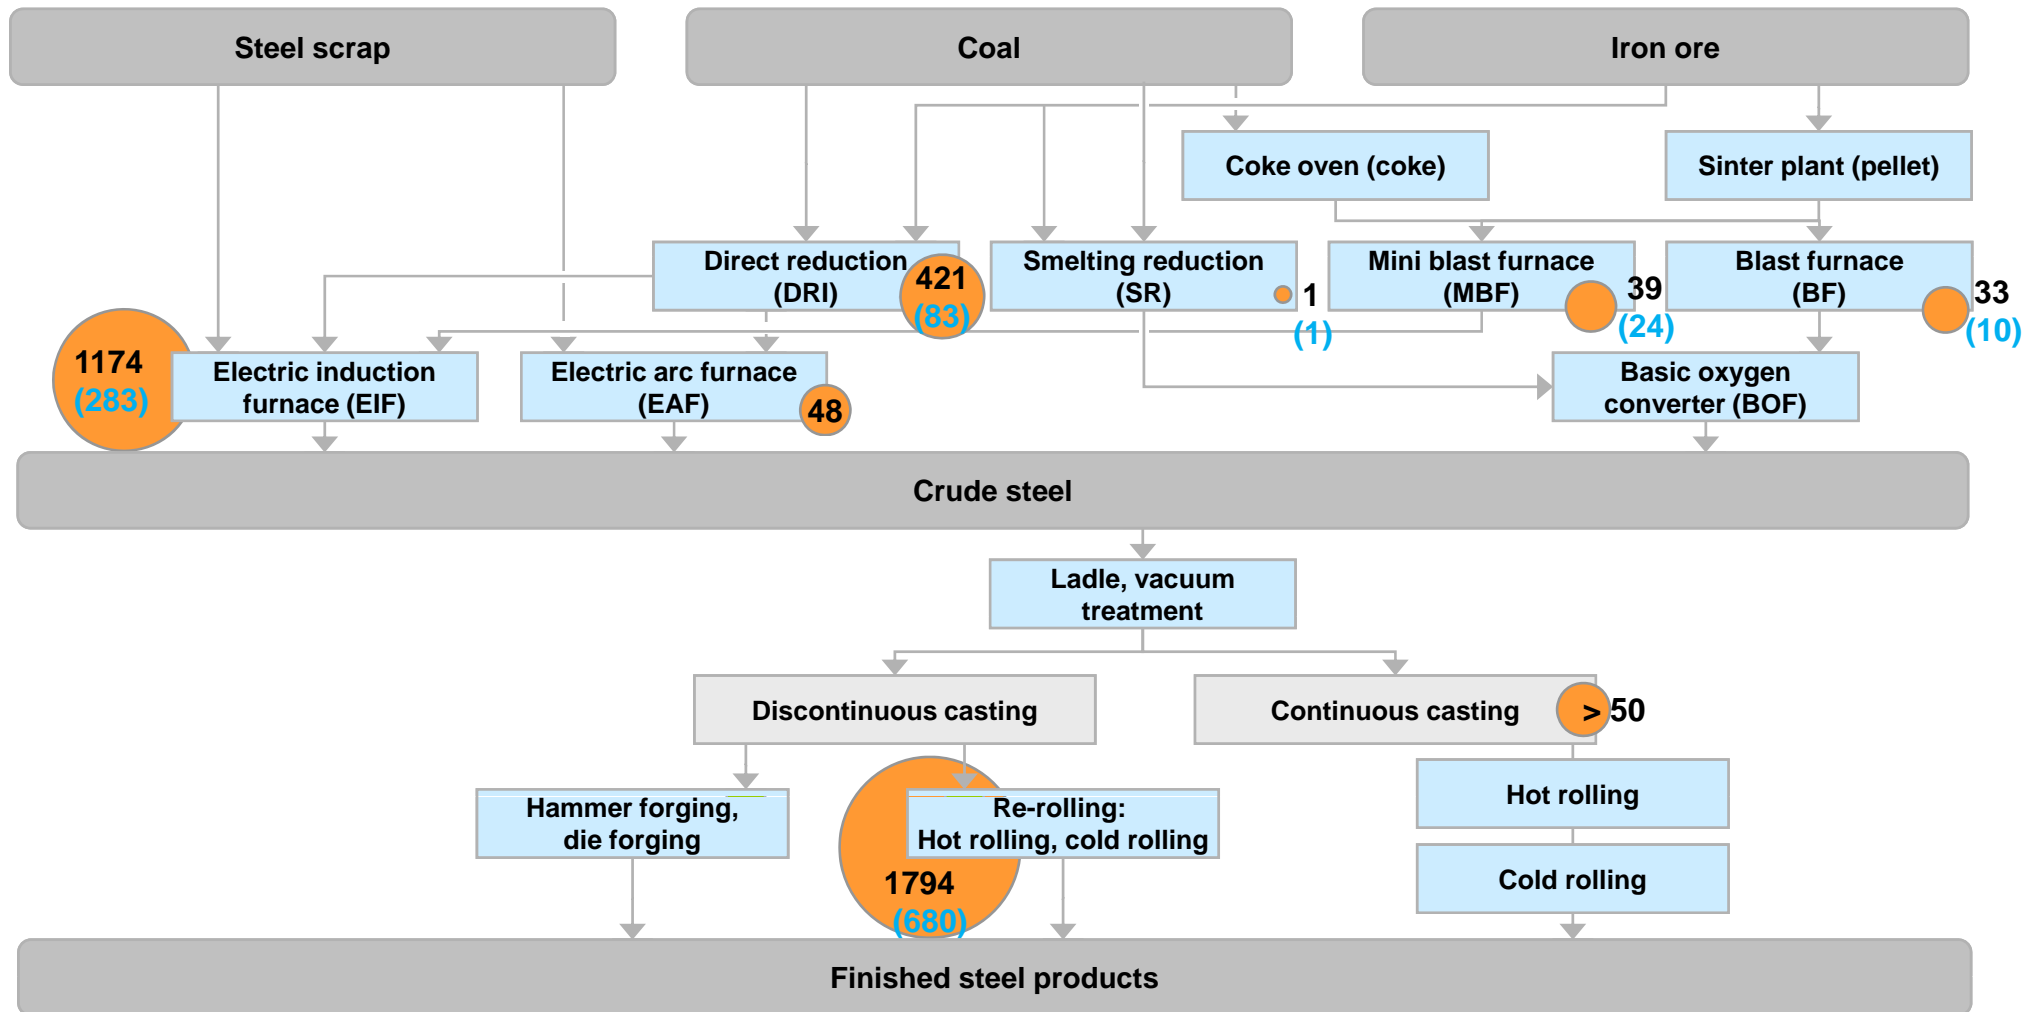 Steel scrap
Coal
Iron ore
Coke oven (coke)
Sinter plant (pellet)
Direct reduction
(DRI)
421
(83)
Smelting reduction
(SR)
1
(1)
Mini blast furnace
(MBF)
39
(24)
Blast furnace
(BF)
33
(10)
1174
(283)
Electric induction
furnace (EIF)
Electric arc furnace
(EAF)
48
Basic oxygen
converter (BOF)
Crude steel
Ladle, vacuum
treatment
Discontinuous casting
Continuous casting
> 50
Hammer forging,
die forging
Re-rolling:
Hot rolling, cold rolling
1794
(680)
Hot rolling
Cold rolling
Finished steel products